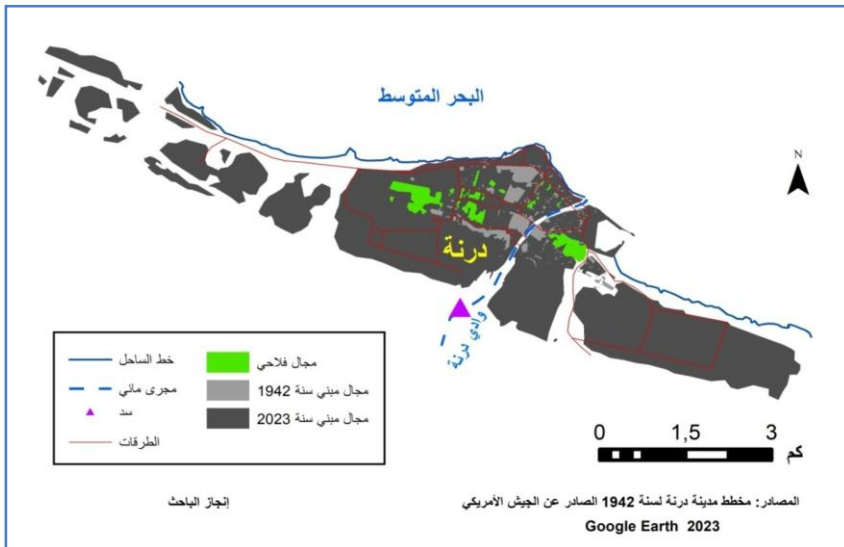 البحر المتوسط
N
درنة
وادي درنة
خط الساحل
مجرى مائي
سد
الطرقات
مجال فلاحي
مجال مبني سنة 1942
مجال مبني سنة 2023
0 1,5 3
كم
المصادر: مخطط مدينة درنة لسنة 1942 الصادر عن الجيش الأمريكي
Google Earth 2023
إنجاز الباحث